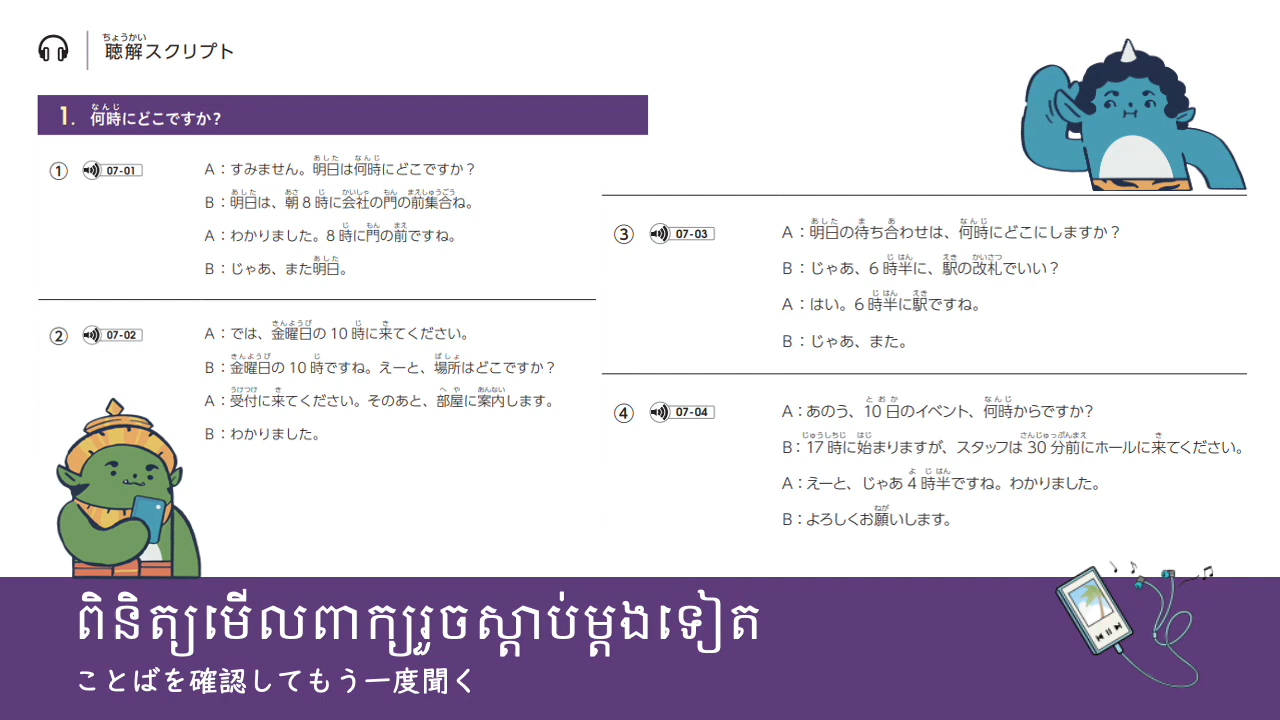 聴解スクリプト
1. 何時にどこですか？
① 07-01
A：すみません。明日は何時にどこですか？
B：明日は、朝8時に会社の門の前集合ね。
A：わかりました。8時に門の前ですね。
B：じゃあ、また明日。
② 07-02
A：では、金曜日の10時に来てください。
B：金曜日の10時ですね。えーと、場所はどこですか？
A：受付に来てください。そのあと、部屋に案内します。
B：わかりました。
③ 07-03
A：明日の待ち合わせは、何時にどこにしますか？
B：じゃあ、6時半に、駅の改札でいい？
A：はい。6時半に駅ですね。
B：じゃあ、また。
④ 07-04
A：あのう、10日のイベント、何時からですか？
B：17時に始まりますが、スタッフは30分前にホールに来てください。
A：えーと、じゃあ4時半ですね。わかりました。
B：よろしくお願いします。
ពិនិត្យមើលពាក្យរួចស្តាប់ម្តងទៀត
ことばを確認してもう一度聞く